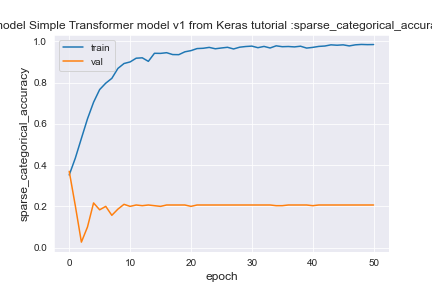 model Simple Transformer model v1 from Keras tutorial :sparse_categorical_accura
1.0
0.8
0.6
0.4
0.2
0.0
sparse_categorical_accuracy
train
val
0 10 20 30 40 50
epoch